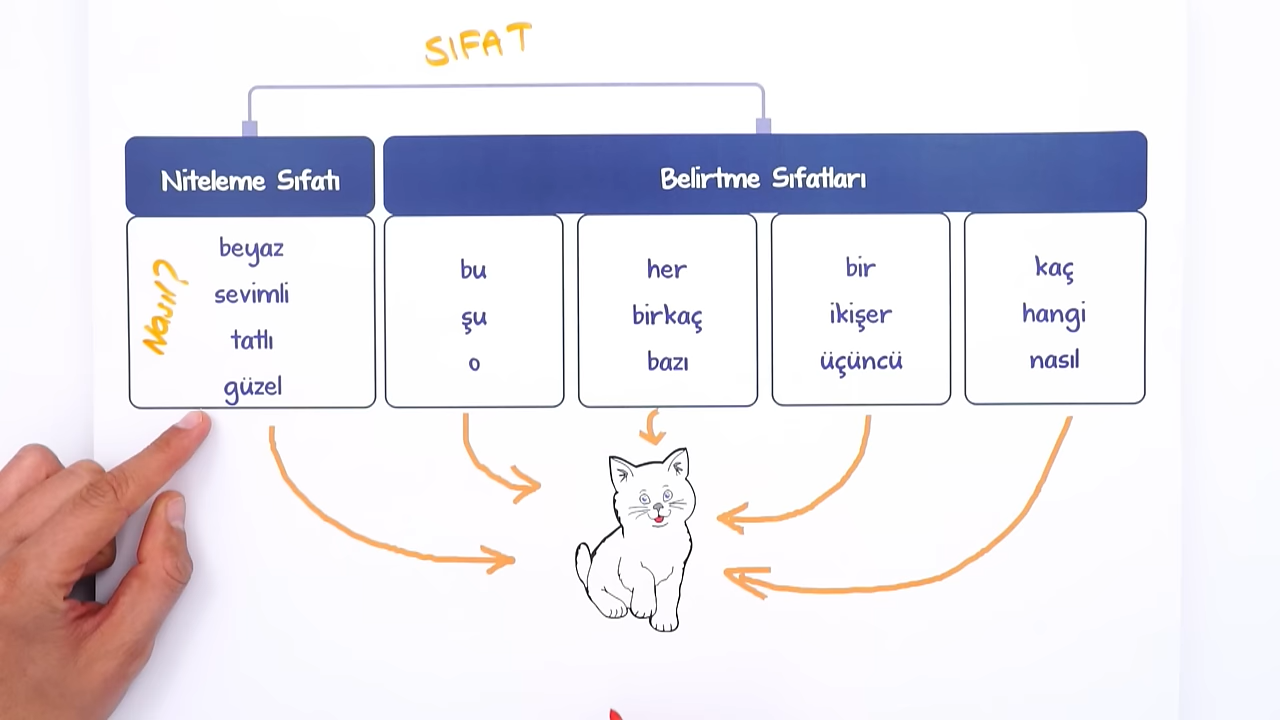 SIFAT
Niteleme Sıfatı
Belirtme Sıfatları
Nasıl?
beyaz
sevimli
tatlı
güzel
bu
şu
o
her
birkaç
bazı
bir
ikişer
üçüncü
kaç
hangi
nasıl